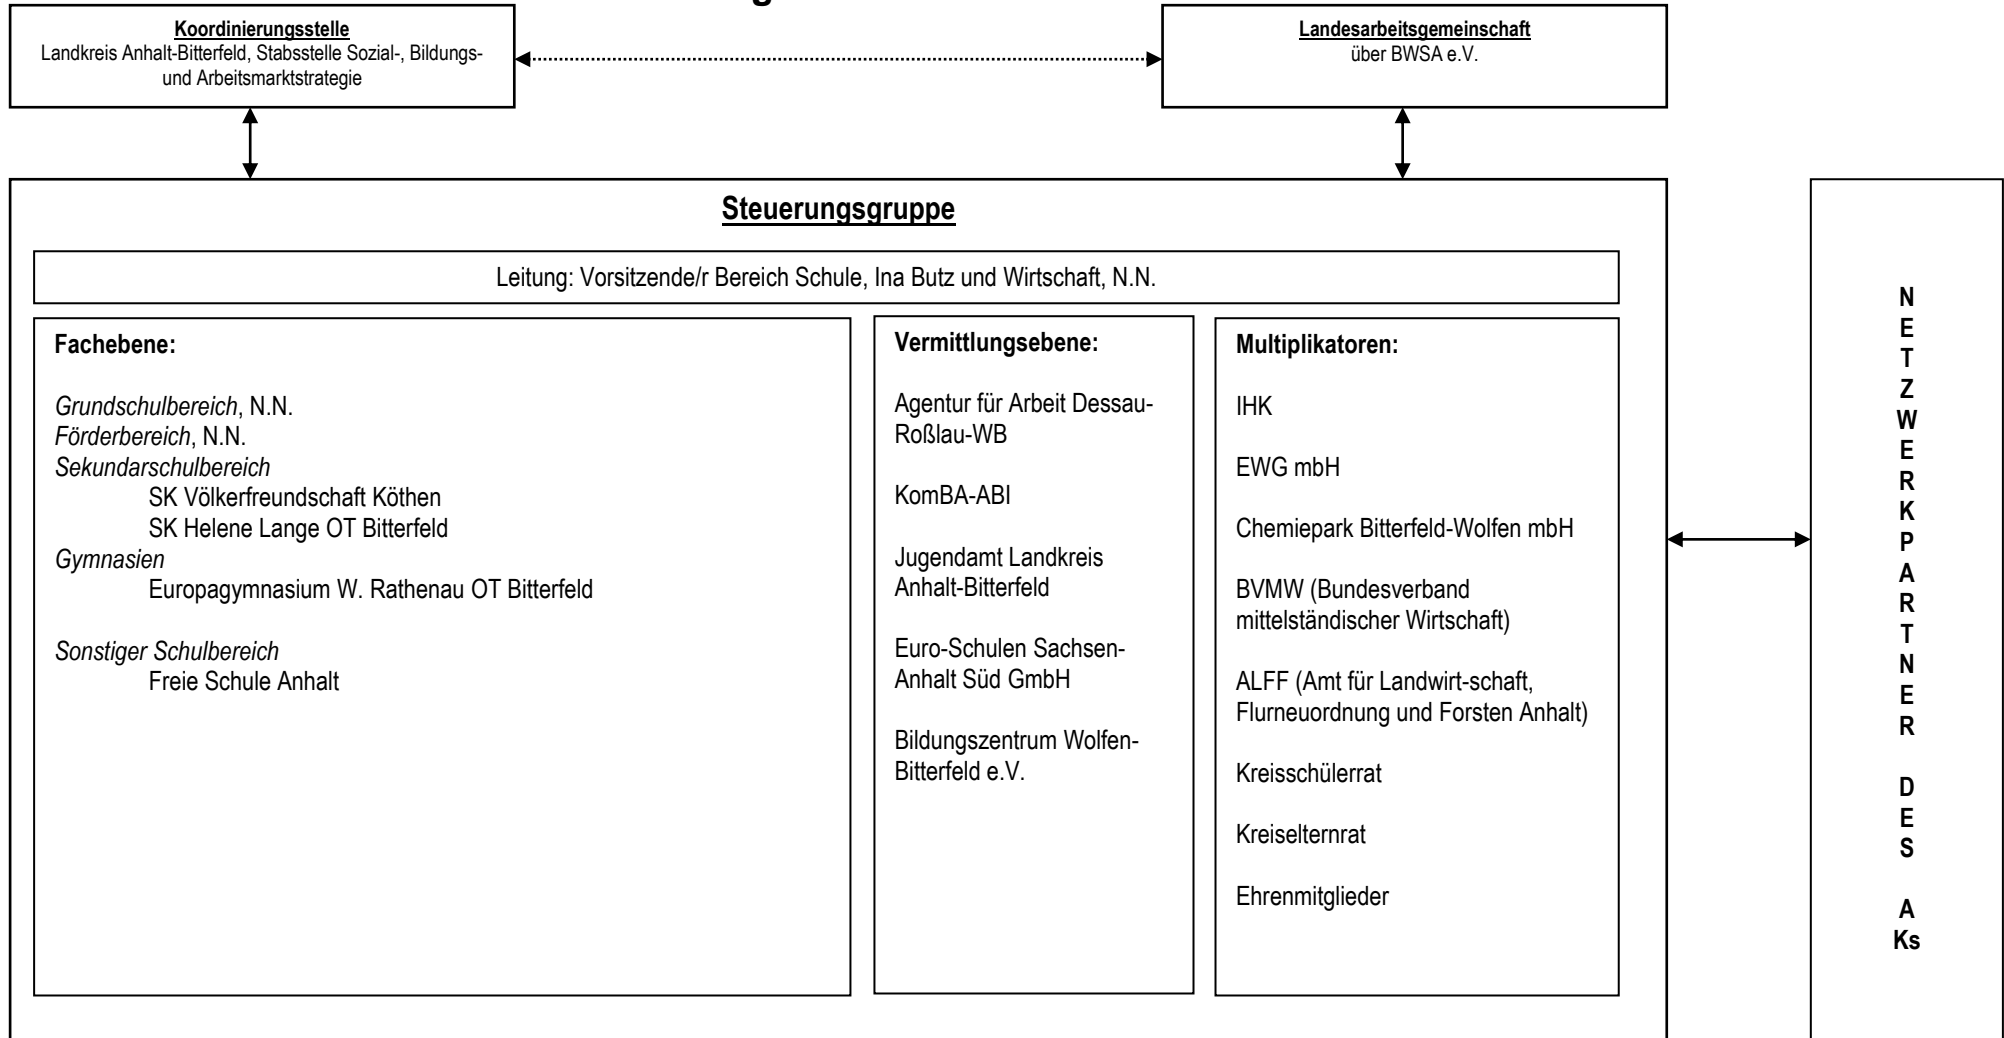 Koordinierungsstelle
Landkreis Anhalt-Bitterfeld, Stabsstelle Sozial-, Bildungs-
und Arbeitsmarktstrategie
Landesarbeitsgemeinschaft
über BWSA e.V.
Steuerungsgruppe
Leitung: Vorsitzende/r Bereich Schule, Ina Butz und Wirtschaft, N.N.
Fachebene:
Grundschulbereich, N.N.
Förderbereich, N.N.
Sekundarschulbereich
SK Völkerfreundschaft Köthen
SK Helene Lange OT Bitterfeld
Gymnasien
Europagymnasium W. Rathenau OT Bitterfeld
Sonstiger Schulbereich
Freie Schule Anhalt
Vermittlungsebene:
Agentur für Arbeit Dessau-
Roßlau-WB
KomBA-ABI
Jugendamt Landkreis
Anhalt-Bitterfeld
Euro-Schulen Sachsen-
Anhalt Süd GmbH
Bildungszentrum Wolfen-
Bitterfeld e.V.
Multiplikatoren:
IHK
EWG mbH
Chemiepark Bitterfeld-Wolfen mbH
BVMW (Bundesverband
mittelständischer Wirtschaft)
ALFF (Amt für Landwirt-schaft,
Flurneuordnung und Forsten Anhalt)
Kreisschülerrat
Kreiselternrat
Ehrenmitglieder
N
E
T
Z
W
E
R
K
P
A
R
T
N
E
R
D
E
S
A
Ks